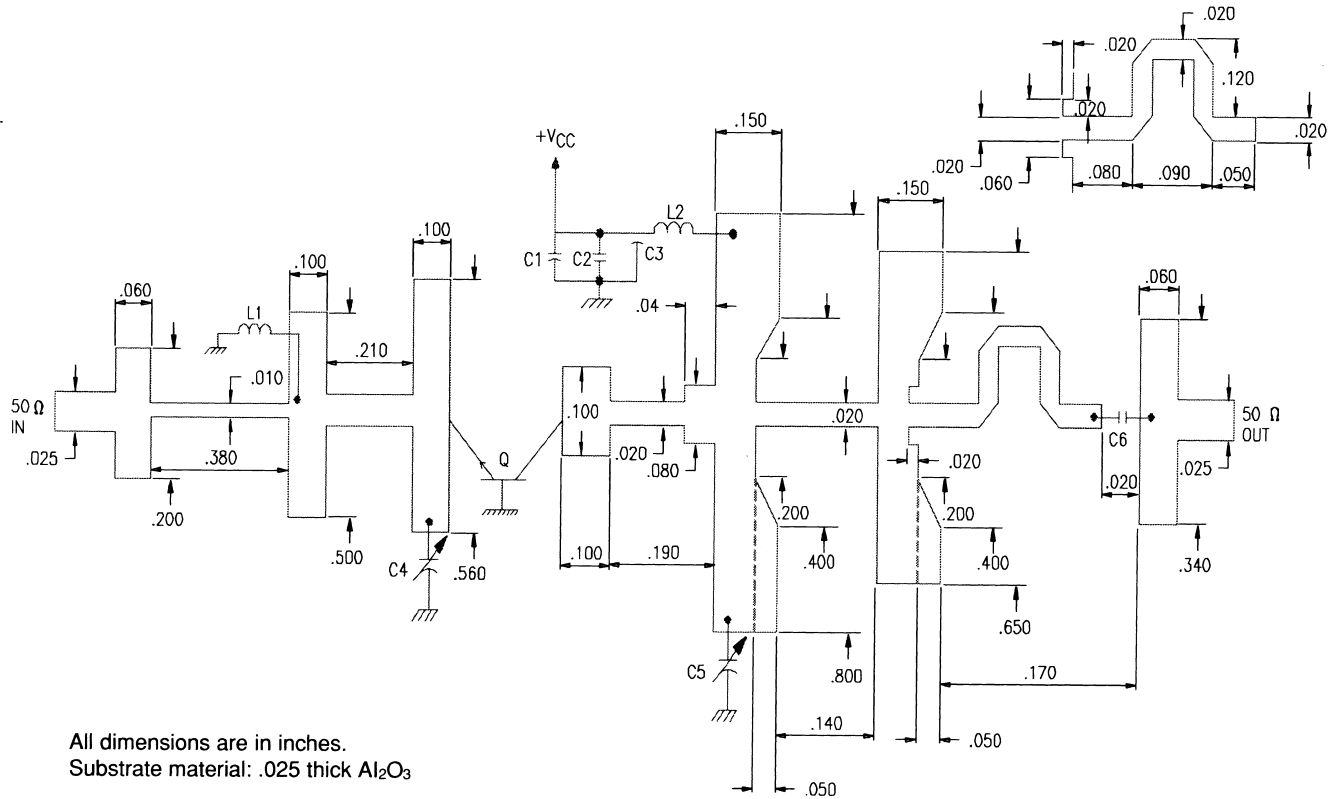 .020
.020
.120
.020
.020
.020
.060
.080
.090
.050
.150
+VCC
.150
L2
C1
C2
C3
.100
.100
.060
.04
.060
L1
.210
.010
50 Ω
IN
.025
.380
.200
.500
C4
.560
Q
.100
.020
.080
.100
.190
.020
.200
.400
.020
.200
.400
C6
.020
50 Ω
OUT
.025
.340
.650
C5
.800
.170
.140
.050
.050
All dimensions are in inches.
Substrate material: .025 thick Al₂O₃